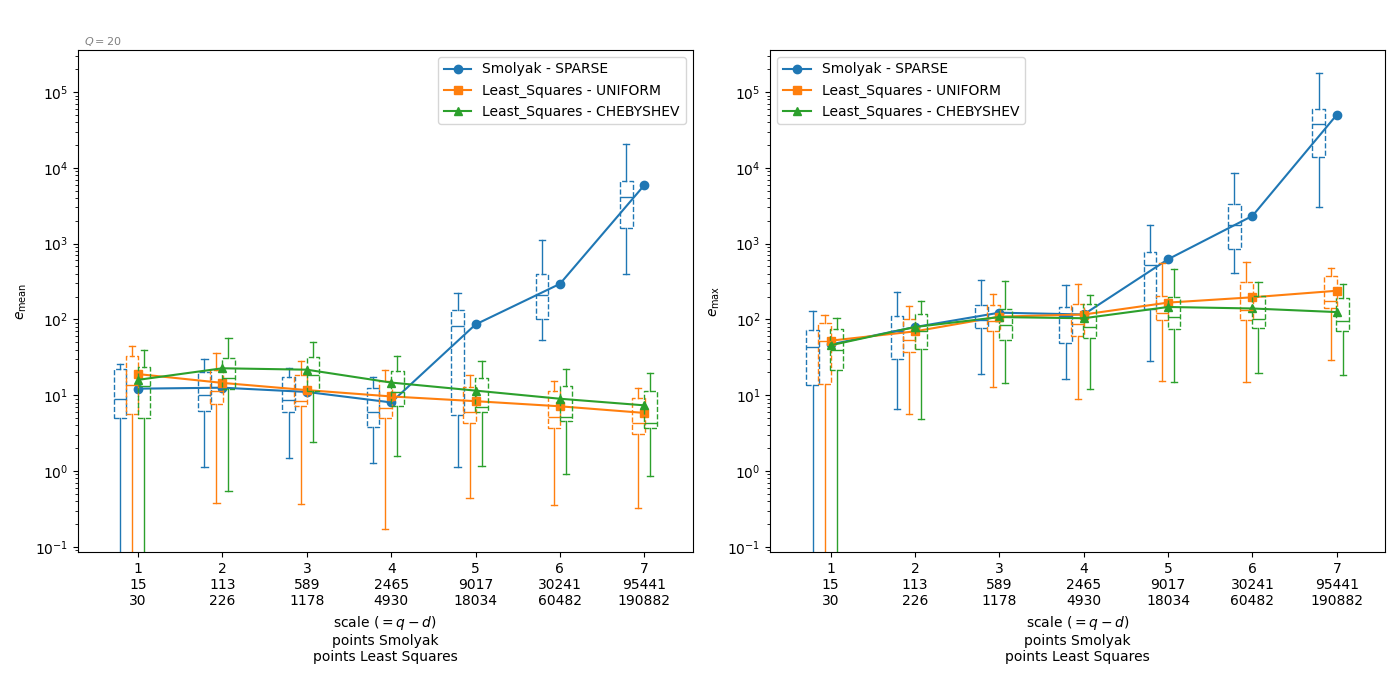 Q = 20
Smolyak - SPARSE
Least_Squares - UNIFORM
Least_Squares - CHEBYSHEV
10^5
10^4
10^3
10^2
10^1
10^0
10^−1
e_mean
1 2 3 4 5 6 7
15 113 589 2465 9017 30241 95441
30 226 1178 4930 18034 60482 190882
scale (= q − d)
points Smolyak
points Least Squares
Smolyak - SPARSE
Least_Squares - UNIFORM
Least_Squares - CHEBYSHEV
10^5
10^4
10^3
10^2
10^1
10^0
10^−1
e_max
1 2 3 4 5 6 7
15 113 589 2465 9017 30241 95441
30 226 1178 4930 18034 60482 190882
scale (= q − d)
points Smolyak
points Least Squares